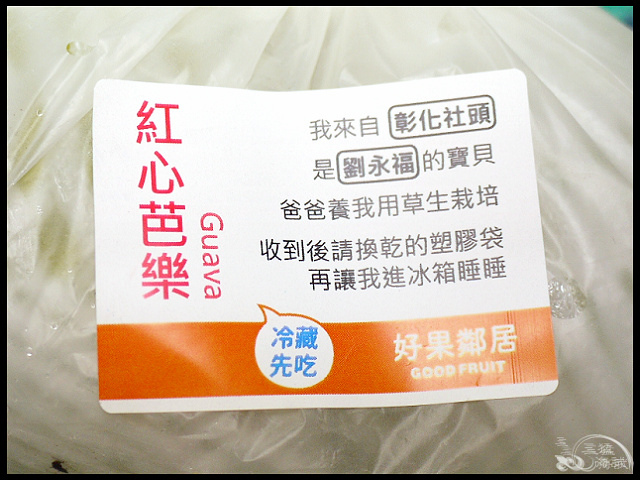 紅心芭樂
Guava
我來自 彰化社頭
是 劉永福 的寶貝
爸爸養我用草生栽培
收到後請換乾的塑膠袋
再讓我進冰箱睡睡
冷藏
先吃
好果鄰居
GOOD FRUIT